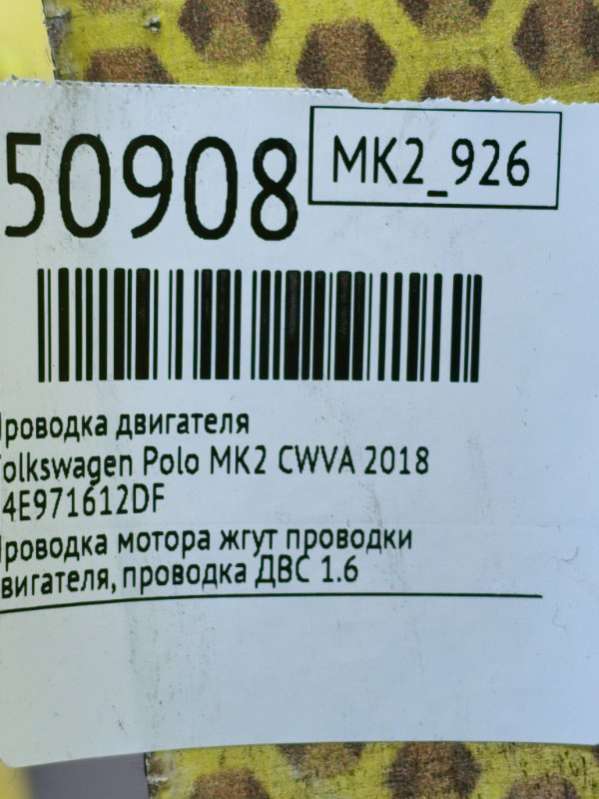 50908
MK2_926
роводка двигателя
olkswagen Polo MK2 CWVA 2018
4E971612DF
роводка мотора жгут проводки
вигателя, проводка ДВС 1.6